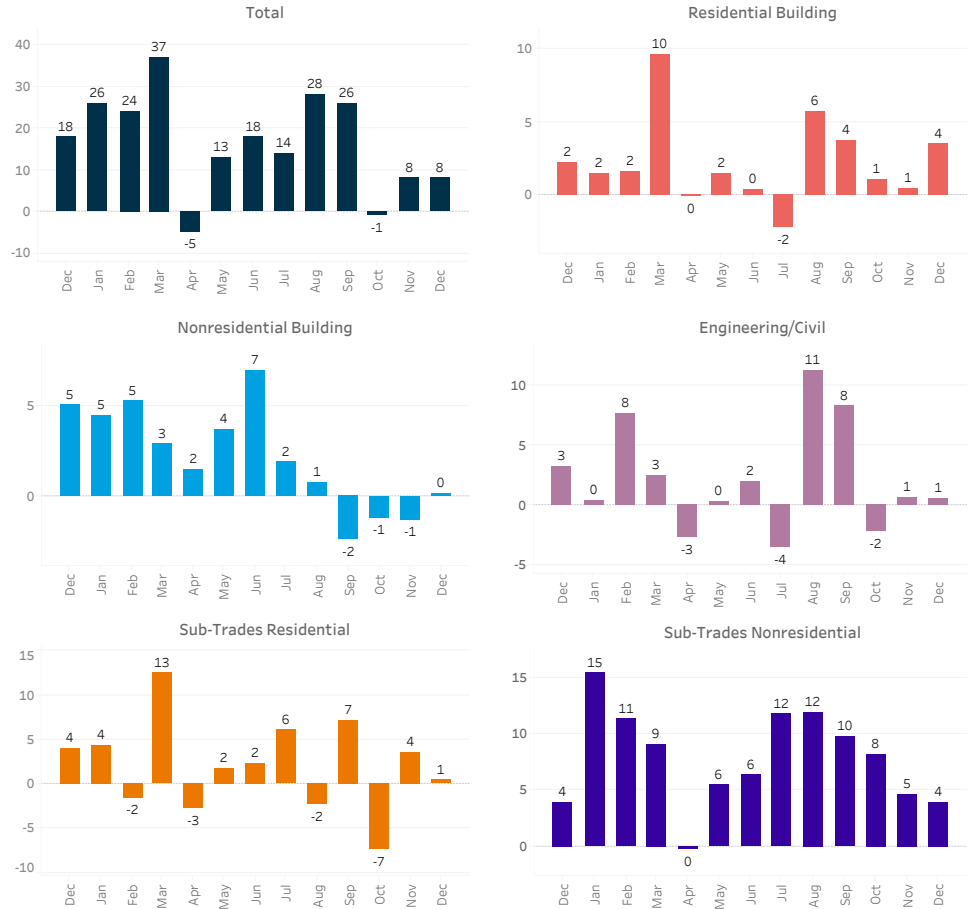 Total
40
30
20
10
0
-10
18
26
24
37
-5
13
18
14
28
26
-1
8
8
Dec
Jan
Feb
Mar
Apr
May
Jun
Jul
Aug
Sep
Oct
Nov
Dec
Residential Building
10
5
0
2
2
2
10
0
2
0
-2
6
4
1
1
4
Dec
Jan
Feb
Mar
Apr
May
Jun
Jul
Aug
Sep
Oct
Nov
Dec
Nonresidential Building
5
0
5
5
5
3
2
4
7
2
1
-2
-1
-1
0
Dec
Jan
Feb
Mar
Apr
May
Jun
Jul
Aug
Sep
Oct
Nov
Dec
Engineering/Civil
10
5
0
-5
3
0
8
3
-3
0
2
-4
11
8
-2
1
1
Dec
Jan
Feb
Mar
Apr
May
Jun
Jul
Aug
Sep
Oct
Nov
Dec
Sub-Trades Residential
15
10
5
0
-5
-10
4
4
-2
13
-3
2
2
6
-2
7
-7
4
1
Dec
Jan
Feb
Mar
Apr
May
Jun
Jul
Aug
Sep
Oct
Nov
Dec
Sub-Trades Nonresidential
15
10
5
0
4
15
11
9
0
6
6
12
12
10
8
5
4
Dec
Jan
Feb
Mar
Apr
May
Jun
Jul
Aug
Sep
Oct
Nov
Dec